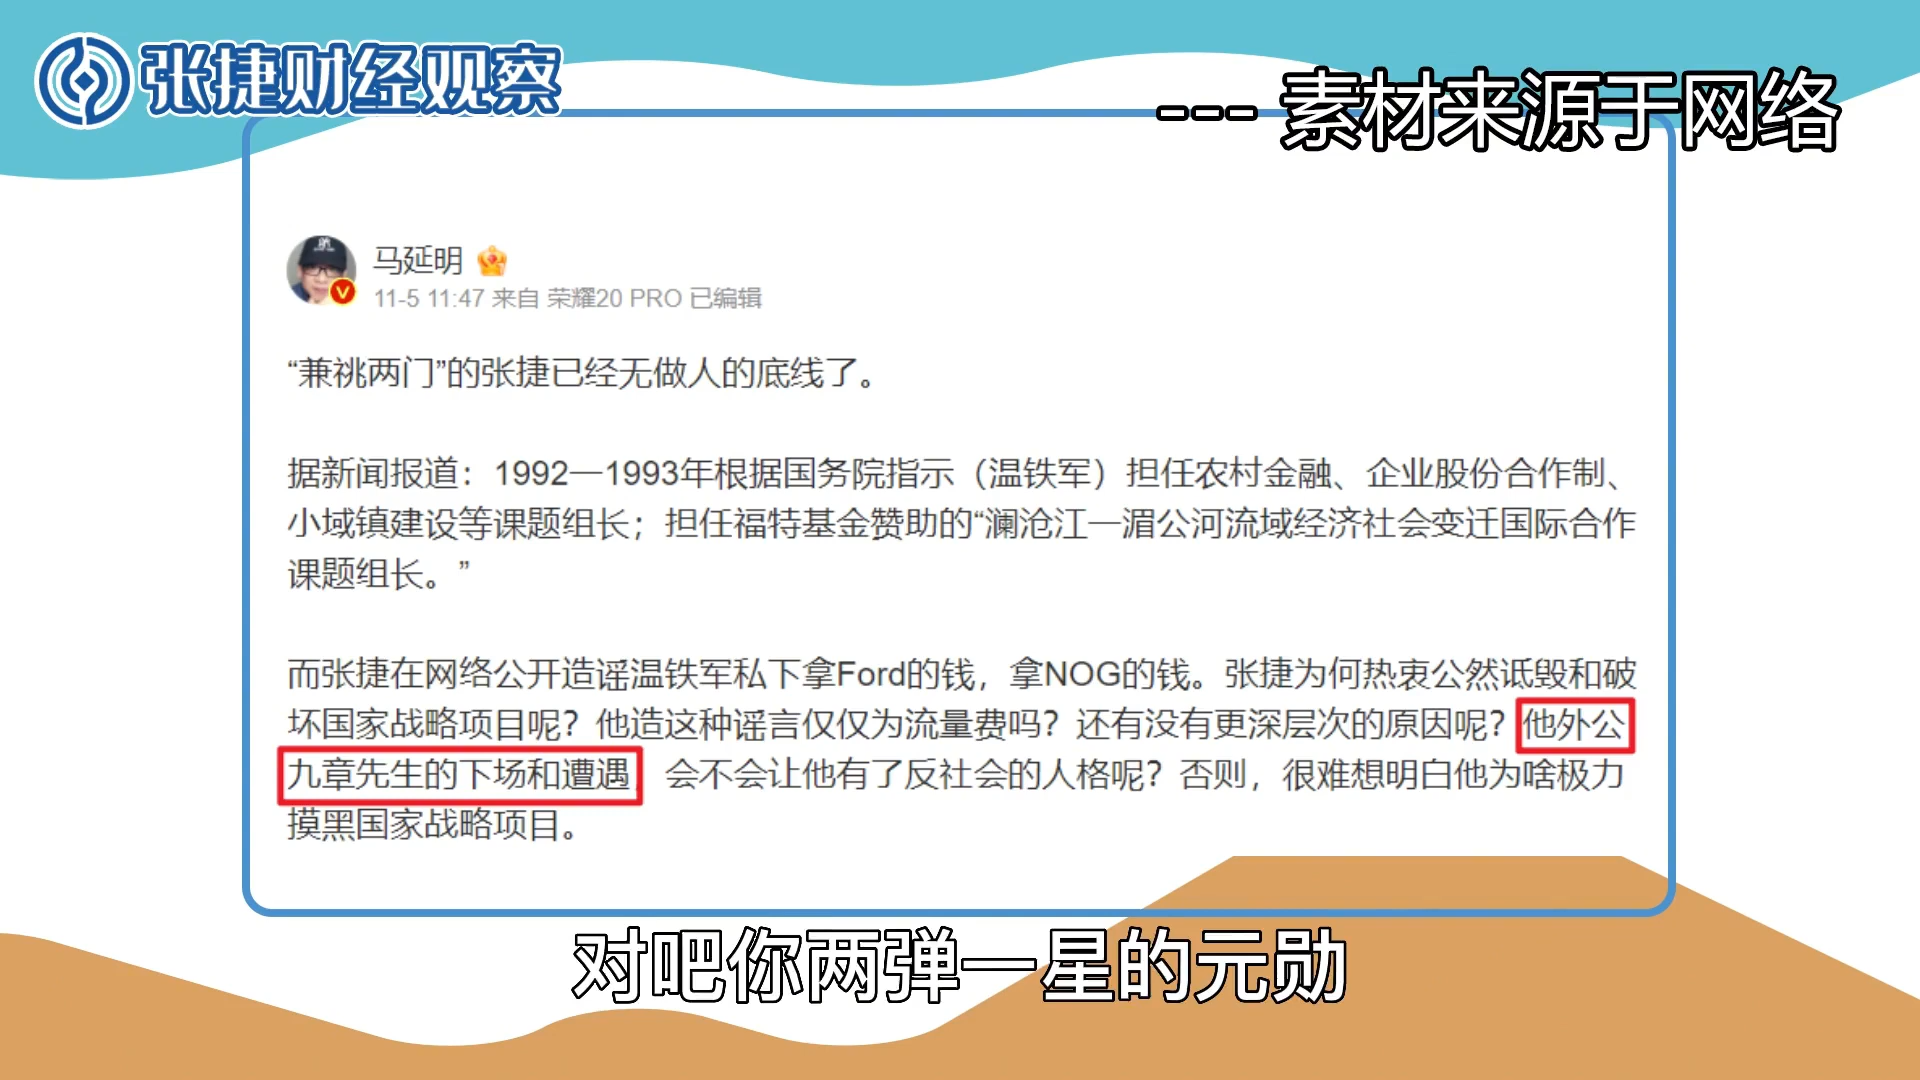 张捷财经观察
--- 素材来源于网络
马延明
11-5 11:47 来自 荣耀20 PRO 已编辑
“兼祧两门”的张捷已经无做人的底线了。
据新闻报道：1992—1993年根据国务院指示（温铁军）担任农村金融、企业股份合作制、
小城镇建设等课题组长；担任福特基金赞助的“澜沧江—湄公河流域经济社会变迁国际合作
课题组长。”
而张捷在网络公开造谣温铁军私下拿Ford的钱，拿NOG的钱。张捷为何热衷公然诋毁和破
坏国家战略项目呢？他造这种谣言仅仅为流量费吗？还有没有更深层次的原因呢？他外公
九章先生的下场和遭遇，会不会让他有了反社会的人格呢？否则，很难想明白他为啥极力
摸黑国家战略项目。
对吧你两弹一星的元勋